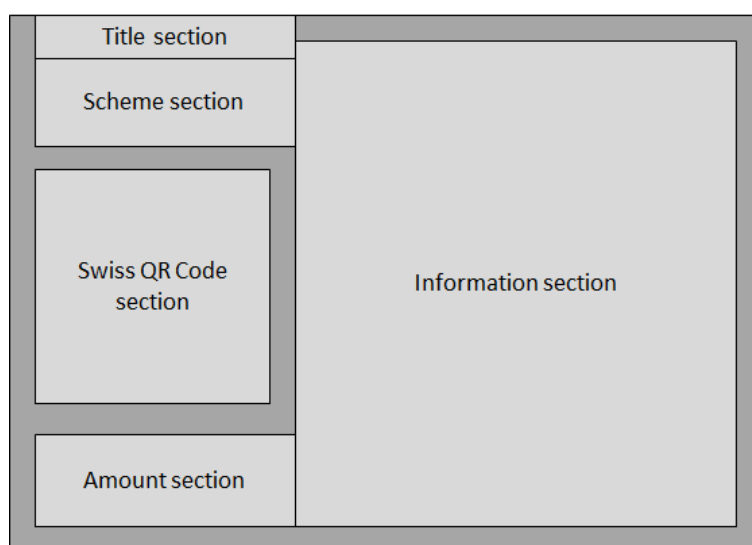 Title section
Scheme section
Swiss QR Code
section
Information section
Amount section